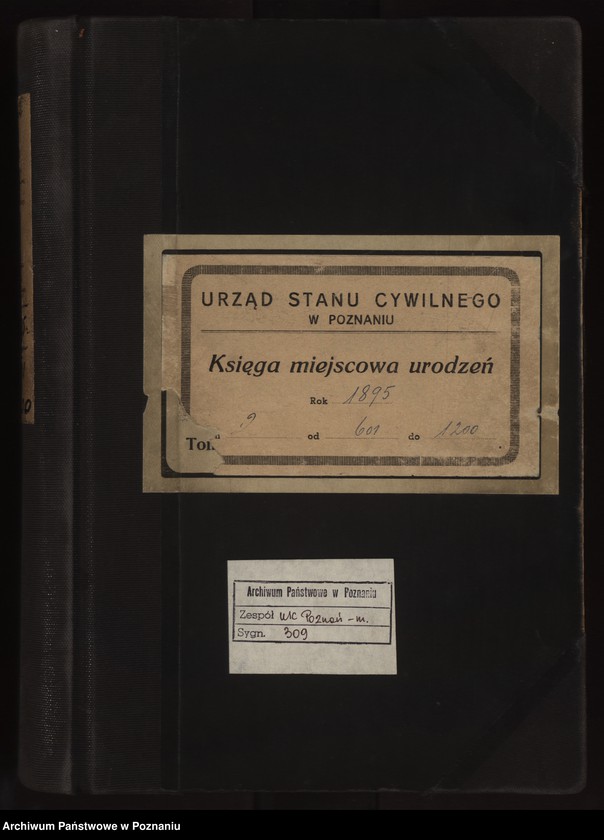 URZĄD STANU CYWILNEGO
W POZNANIU
Księga miejscowa urodzeń
Rok 1895
Tom 9 od 601 do 1200
Archiwum Państwowe w Poznaniu
Zespół USC Poznań-m.
Sygn. 309
Archiwum Państwowe w Poznaniu